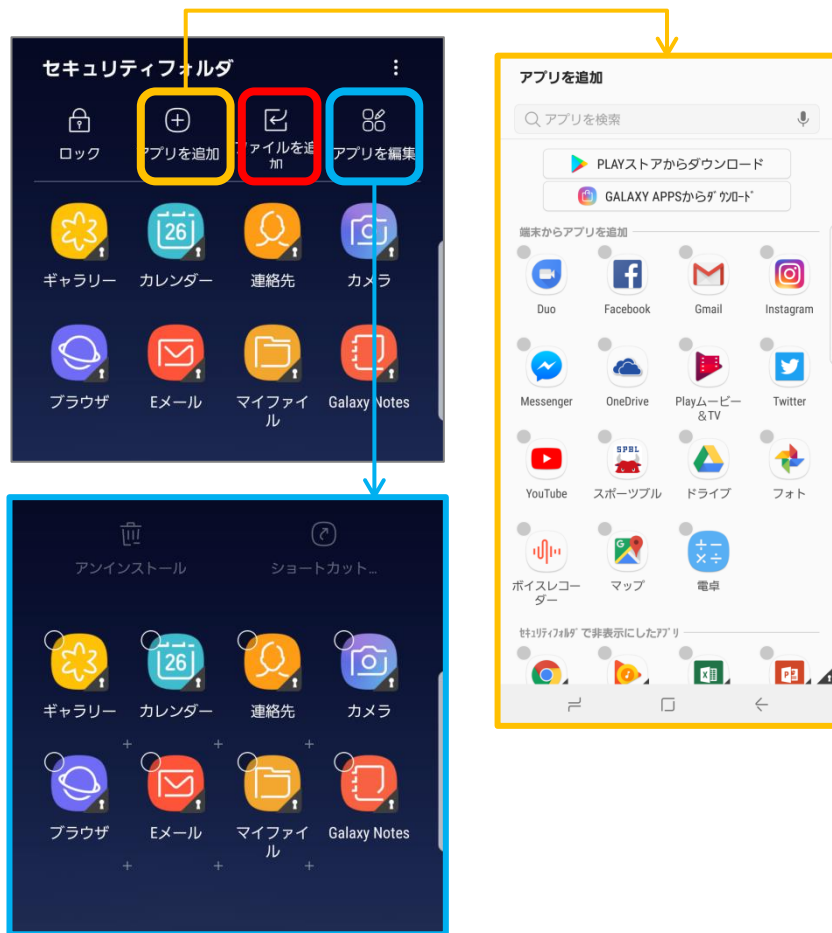 セキュリティフォルダ
ロック
アプリを追加
ファイルを追
加
アプリを編集
26
ギャラリー
カレンダー
連絡先
カメラ
ブラウザ
Eメール
マイファイ
ル
Galaxy Notes
アンインストール
ショートカット...
26
ギャラリー
カレンダー
連絡先
カメラ
ブラウザ
Eメール
マイファイ
ル
Galaxy Notes
アプリを追加
アプリを検索
PLAYストアからダウンロード
GALAXY APPSからﾀﾞｳﾝﾛｰﾄﾞ
端末からアプリを追加
Duo
Facebook
Gmail
Instagram
Messenger
OneDrive
Playムービー
&TV
Twitter
SPBL
YouTube
スポーツブル
ドライブ
フォト
ボイスレコー
ダー
マップ
電卓
ｾｷｭﾘﾃｨﾌｫﾙﾀﾞで非表示にしたｱﾌﾟﾘ